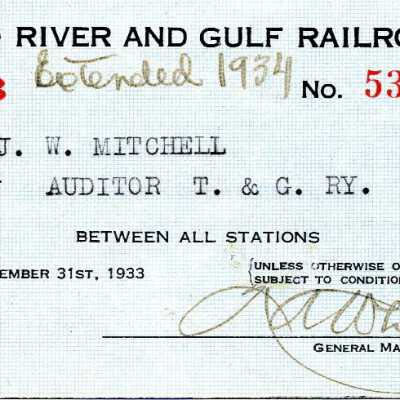 RIVER AND GULF RAILRO
Extended 1934
No. 53
J. W. MITCHELL
AUDITOR T. & G. RY.
BETWEEN ALL STATIONS
EMBER 31ST, 1933
UNLESS OTHERWISE O
SUBJECT TO CONDITIO
GENERAL MA